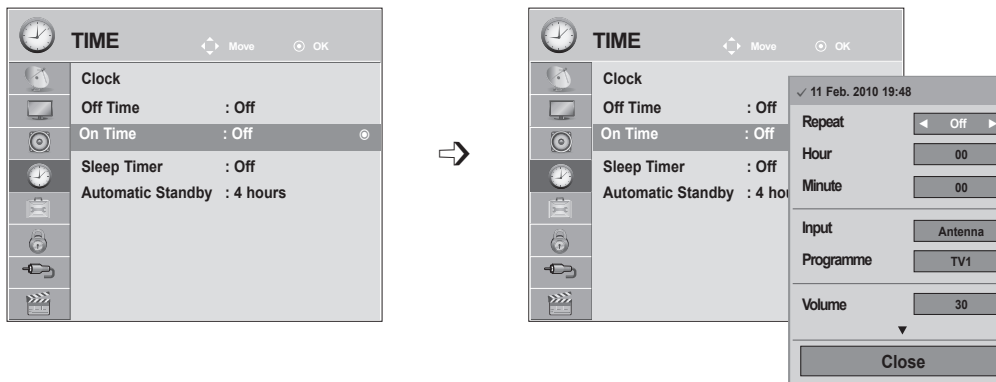 TIME
Move
OK
Clock
Off Time : Off
On Time : Off
Sleep Timer : Off
Automatic Standby : 4 hours
TIME
Move
OK
Clock
Off Time : Off
On Time : Off
Sleep Timer : Off
Automatic Standby : 4 hou
✓ 11 Feb. 2010 19:48
Repeat ◀ Off ▶
Hour 00
Minute 00
Input Antenna
Programme TV1
Volume 30
▼
Close